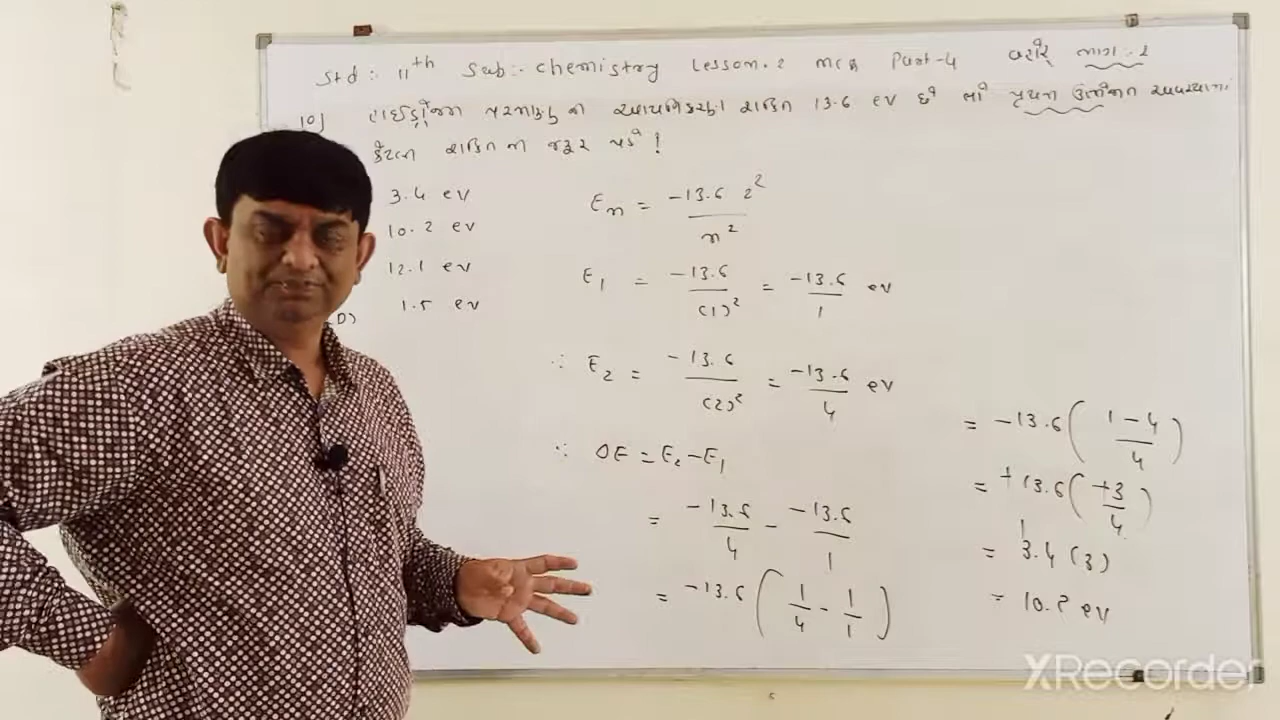 Std :- 11th Sub :- Chemistry Lesson. 2 MCQ Part-4 ભાગ : 2
10] હાઈડ્રોજન પરમાણુ ની આયનિકરણ શક્તિ 13.6 eV છે તો પ્રથમ ઉત્તેજિત અવસ્થામાં
કેટલી શક્તિ ની જરૂર પડે !
3.4 eV
10.2 eV
12.1 eV
D) 1.5 eV
En = -13.6 z² / n²
E1 = -13.6 / (1)² = -13.6 / 1 eV
∵ E2 = -13.6 / (2)² = -13.6 / 4 eV
∵ ΔE = E2 - E1
= -13.6 / 4 - -13.6 / 1
= -13.6 ( 1/4 - 1/1 )
= -13.6 ( 1-4 / 4 )
= +13.6 ( +3 / 4 )
= 3.4 (3)
= 10.2 eV
XRecorder